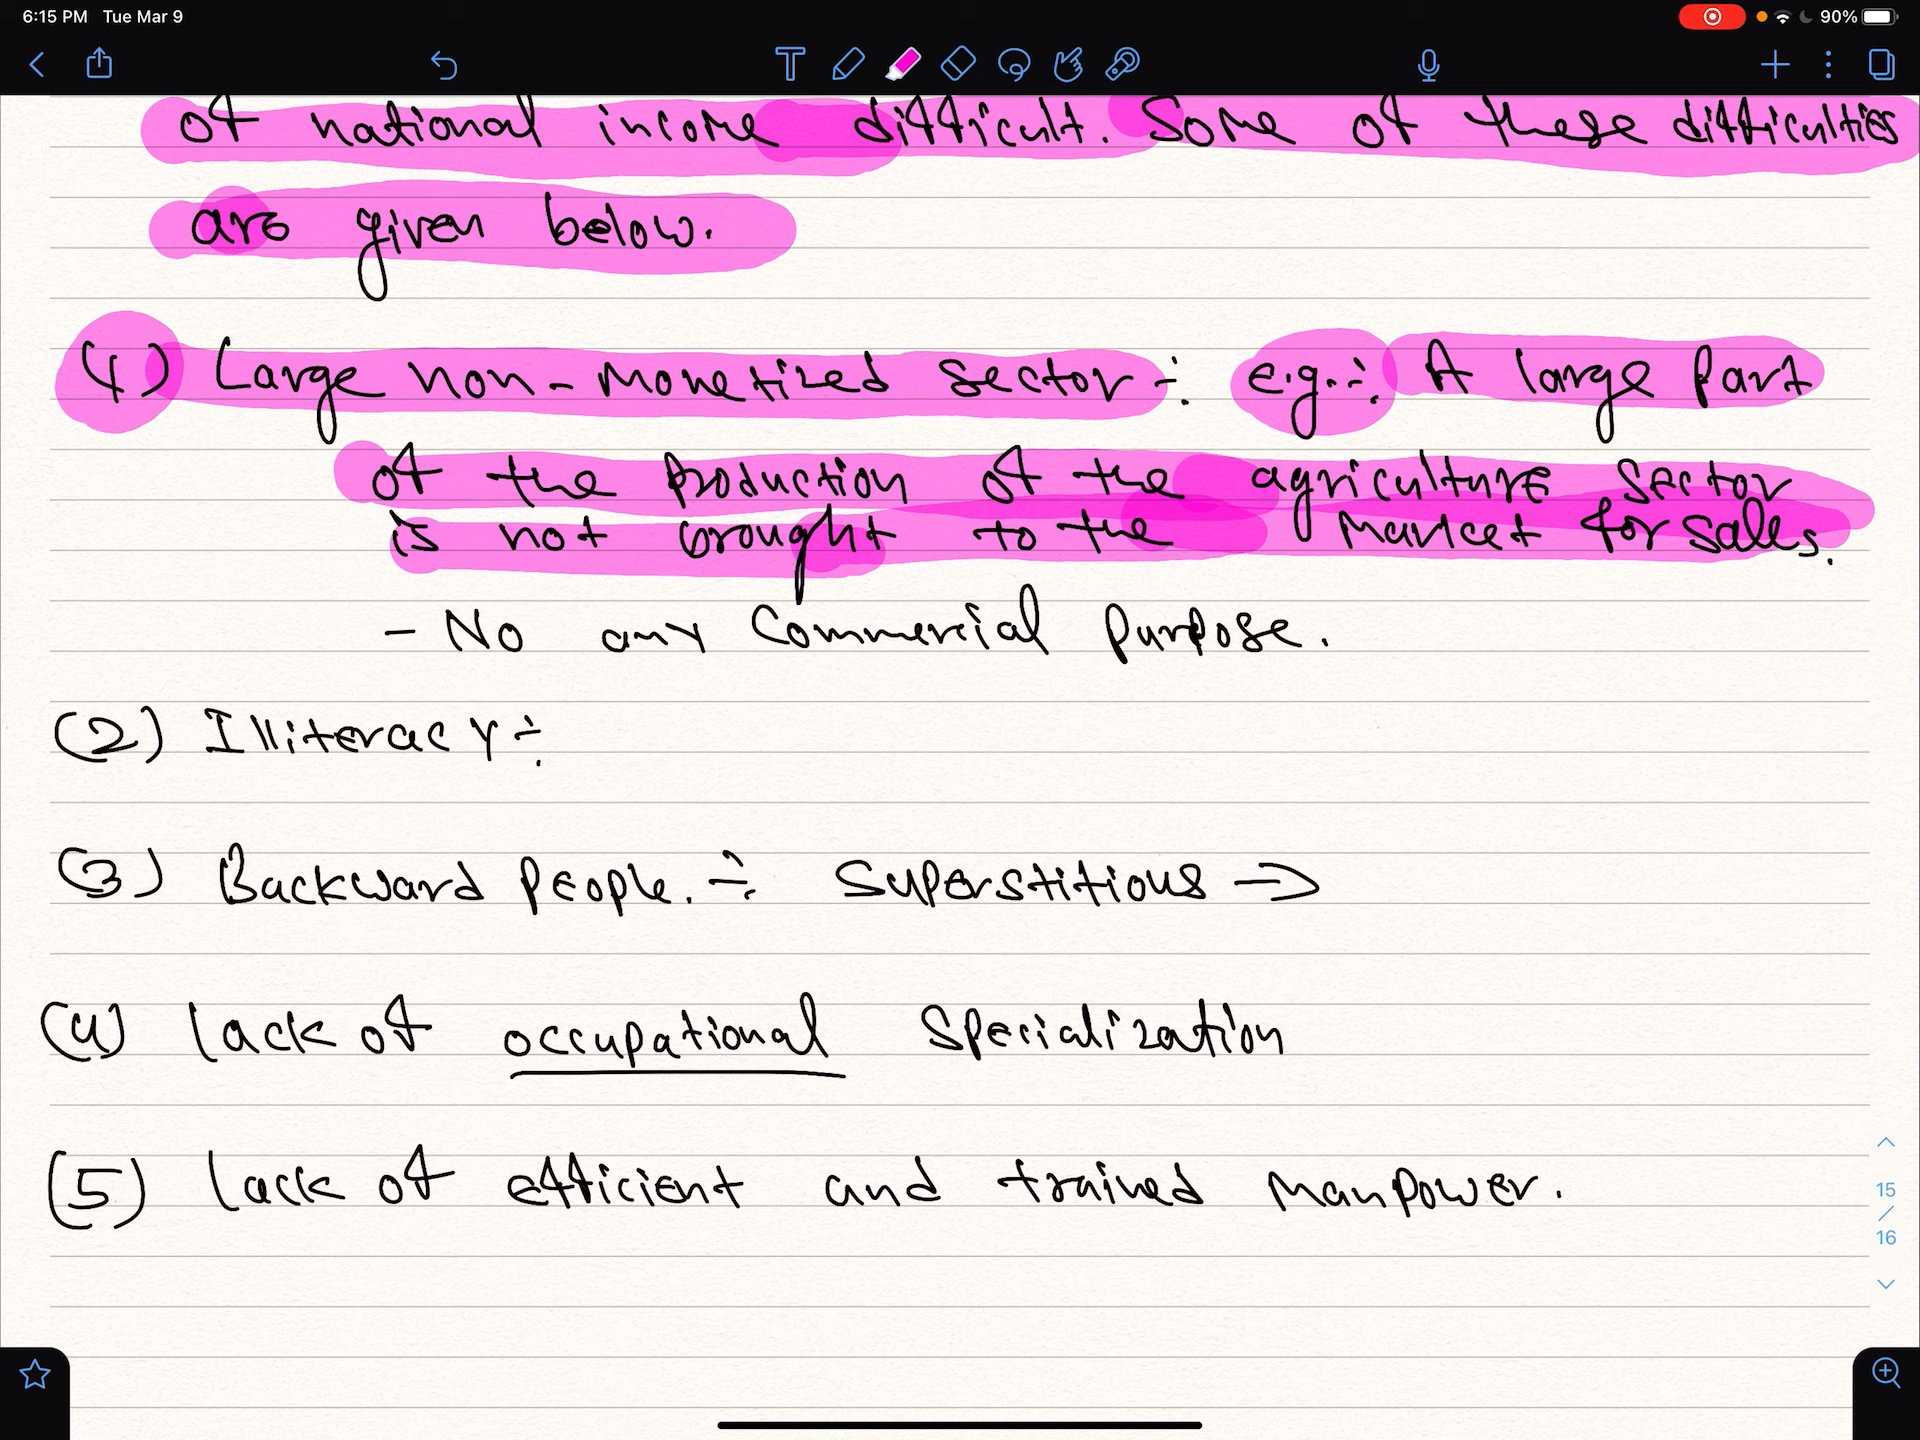 6:15 PM Tue Mar 9
90%
of national income difficult. Some of these difficulties
are given below.
(1) Large non-monetized sector :- e.g.:- A large part
of the production of the agriculture sector
is not brought to the market for sales.
- No any commercial purpose.
(2) Illiteracy :-
(3) Backward people. :- superstitious →
(4) lack of occupational specialization
(5) lack of efficient and trained manpower.
15
/
16